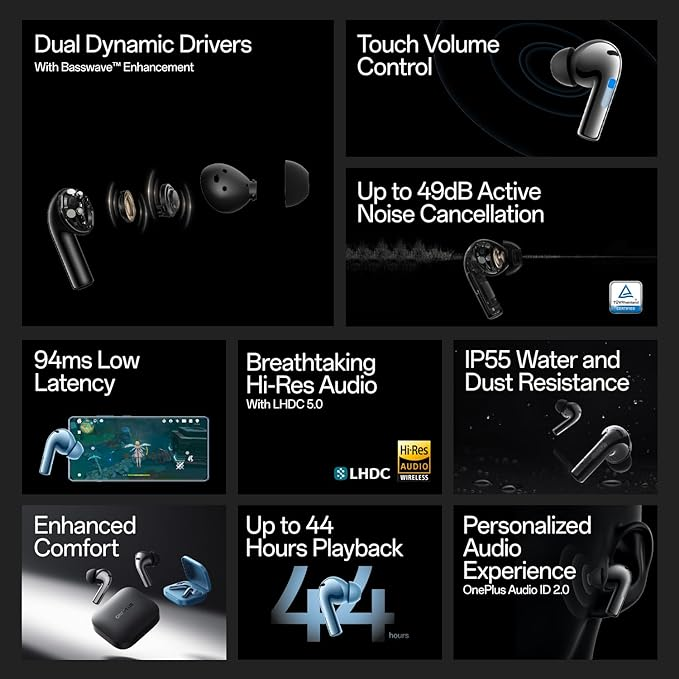 Dual Dynamic Drivers
With Basswave™ Enhancement
Touch Volume
Control
Up to 49dB Active
Noise Cancellation
TÜVRheinland
CERTIFIED
94ms Low
Latency
Breathtaking
Hi-Res Audio
With LHDC 5.0
LHDC
Hi-Res
AUDIO
WIRELESS
IP55 Water and
Dust Resistance
Enhanced
Comfort
ONEPLUS
Up to 44
Hours Playback
44
hours
Personalized
Audio
Experience
OnePlus Audio ID 2.0